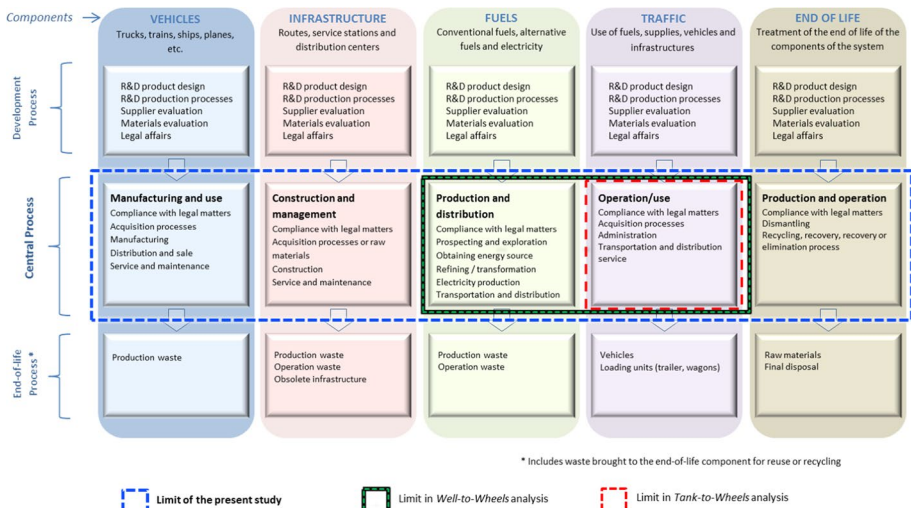 Components
VEHICLES
Trucks, trains, ships, planes,
etc.
INFRASTRUCTURE
Routes, service stations and
distribution centers
FUELS
Conventional fuels, alternative
fuels and electricity
TRAFFIC
Use of fuels, supplies, vehicles and
infrastructures
END OF LIFE
Treatment of the end of life of the
components of the system
Development
Process
R&D product design
R&D production processes
Supplier evaluation
Materials evaluation
Legal affairs
R&D product design
R&D production processes
Supplier evaluation
Materials evaluation
Legal affairs
R&D product design
R&D production processes
Supplier evaluation
Materials evaluation
Legal affairs
R&D product design
R&D production processes
Supplier evaluation
Materials evaluation
Legal affairs
R&D product design
R&D production processes
Supplier evaluation
Materials evaluation
Legal affairs
Central Process
Manufacturing and use
Compliance with legal matters
Acquisition processes
Manufacturing
Distribution and sale
Service and maintenance
Construction and
management
Compliance with legal matters
Acquisition processes or raw
materials
Construction
Service and maintenance
Production and
distribution
Compliance with legal matters
Prospecting and exploration
Obtaining energy source
Refining / transformation
Electricity production
Transportation and distribution
Operation/use
Compliance with legal matters
Acquisition processes
Administration
Transportation and distribution
service
Production and operation
Compliance with legal matters
Dismantling
Recycling, recovery, recovery or
elimination process
End-of-life
Process*
Production waste
Production waste
Operation waste
Obsolete infrastructure
Production waste
Operation waste
Vehicles
Loading units (trailer, wagons)
Raw materials
Final disposal
* Includes waste brought to the end-of-life component for reuse or recycling
Limit of the present study
Limit in Well-to-Wheels analysis
Limit in Tank-to-Wheels analysis